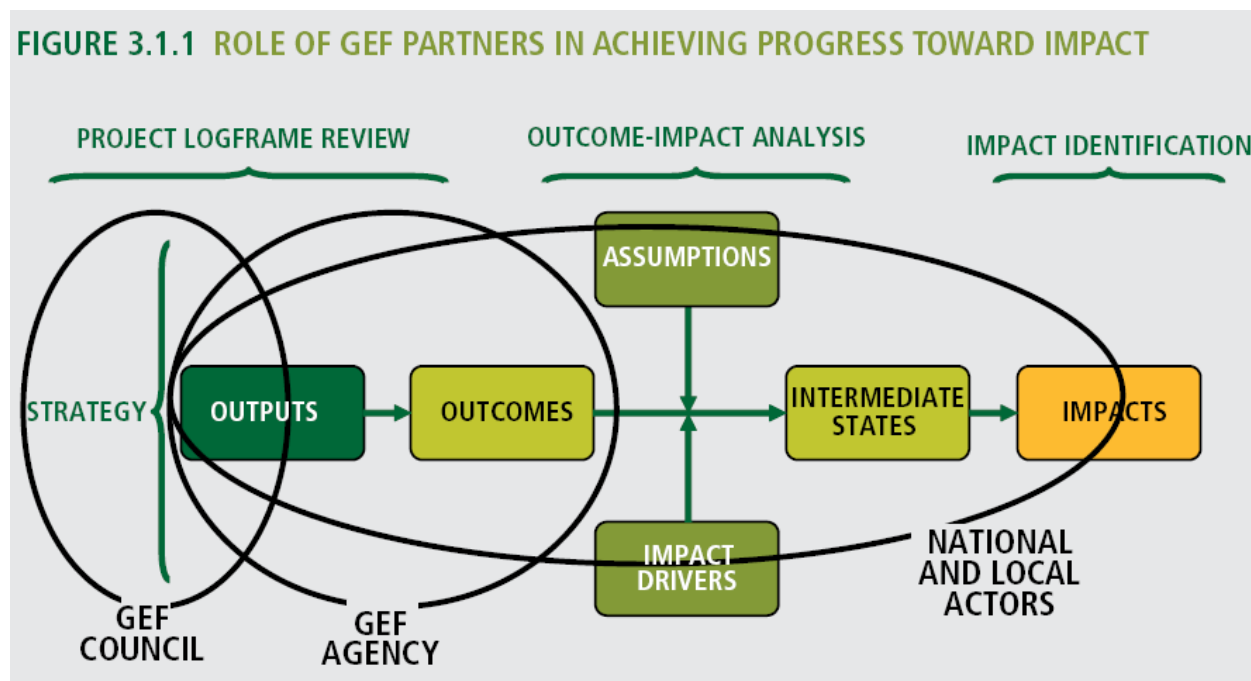 FIGURE 3.1.1 ROLE OF GEF PARTNERS IN ACHIEVING PROGRESS TOWARD IMPACT
PROJECT LOGFRAME REVIEW
OUTCOME-IMPACT ANALYSIS
IMPACT IDENTIFICATION
ASSUMPTIONS
STRATEGY
OUTPUTS
OUTCOMES
INTERMEDIATE
STATES
IMPACTS
IMPACT
DRIVERS
NATIONAL
AND LOCAL
ACTORS
GEF
COUNCIL
GEF
AGENCY